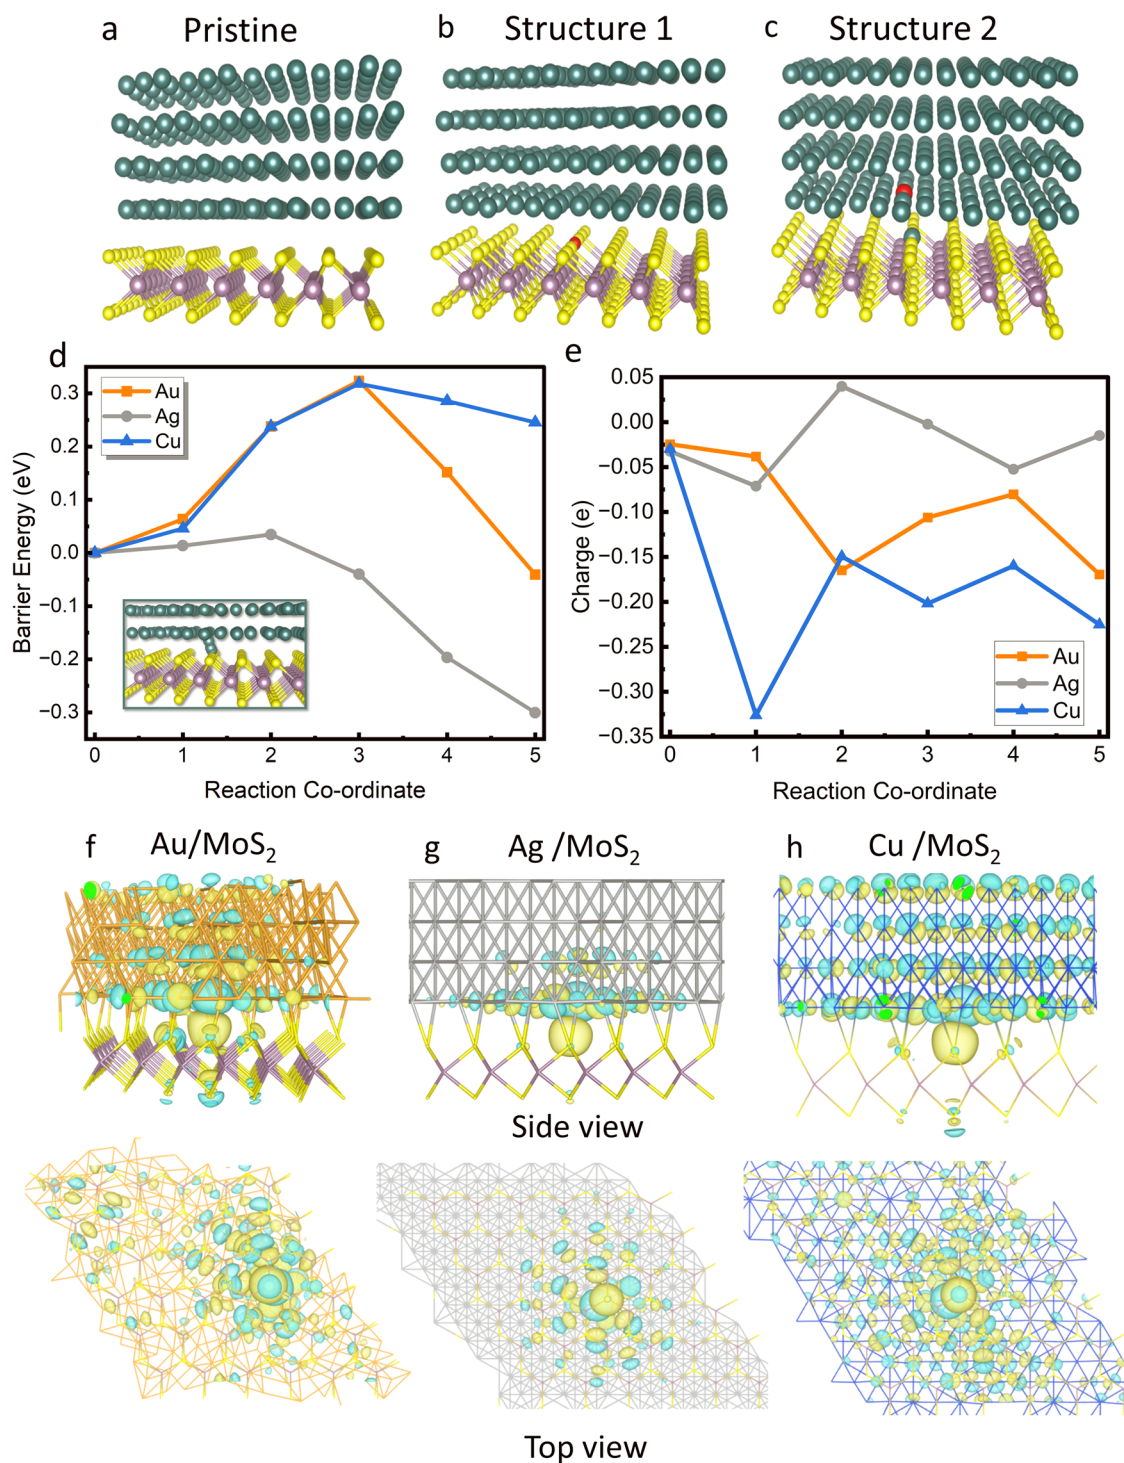 a Pristine
b Structure 1
c Structure 2
d
Barrier Energy (eV)
0.3
0.2
0.1
0.0
−0.1
−0.2
−0.3
Au
Ag
Cu
0 1 2 3 4 5
Reaction Co-ordinate
e
Charge (e)
0.05
0.00
−0.05
−0.10
−0.15
−0.20
−0.25
−0.30
−0.35
Au
Ag
Cu
0 1 2 3 4 5
Reaction Co-ordinate
f Au/MoS₂
g Ag /MoS₂
h Cu /MoS₂
Side view
Top view